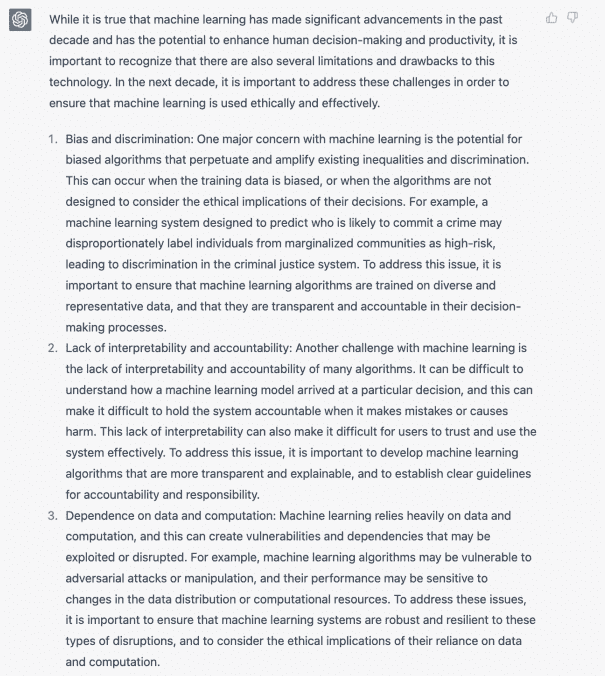 While it is true that machine learning has made significant advancements in the past
decade and has the potential to enhance human decision-making and productivity, it is
important to recognize that there are also several limitations and drawbacks to this
technology. In the next decade, it is important to address these challenges in order to
ensure that machine learning is used ethically and effectively.
1. Bias and discrimination: One major concern with machine learning is the potential for
biased algorithms that perpetuate and amplify existing inequalities and discrimination.
This can occur when the training data is biased, or when the algorithms are not
designed to consider the ethical implications of their decisions. For example, a
machine learning system designed to predict who is likely to commit a crime may
disproportionately label individuals from marginalized communities as high-risk,
leading to discrimination in the criminal justice system. To address this issue, it is
important to ensure that machine learning algorithms are trained on diverse and
representative data, and that they are transparent and accountable in their decision-
making processes.
2. Lack of interpretability and accountability: Another challenge with machine learning is
the lack of interpretability and accountability of many algorithms. It can be difficult to
understand how a machine learning model arrived at a particular decision, and this can
make it difficult to hold the system accountable when it makes mistakes or causes
harm. This lack of interpretability can also make it difficult for users to trust and use the
system effectively. To address this issue, it is important to develop machine learning
algorithms that are more transparent and explainable, and to establish clear guidelines
for accountability and responsibility.
3. Dependence on data and computation: Machine learning relies heavily on data and
computation, and this can create vulnerabilities and dependencies that may be
exploited or disrupted. For example, machine learning algorithms may be vulnerable to
adversarial attacks or manipulation, and their performance may be sensitive to
changes in the data distribution or computational resources. To address these issues,
it is important to ensure that machine learning systems are robust and resilient to these
types of disruptions, and to consider the ethical implications of their reliance on data
and computation.